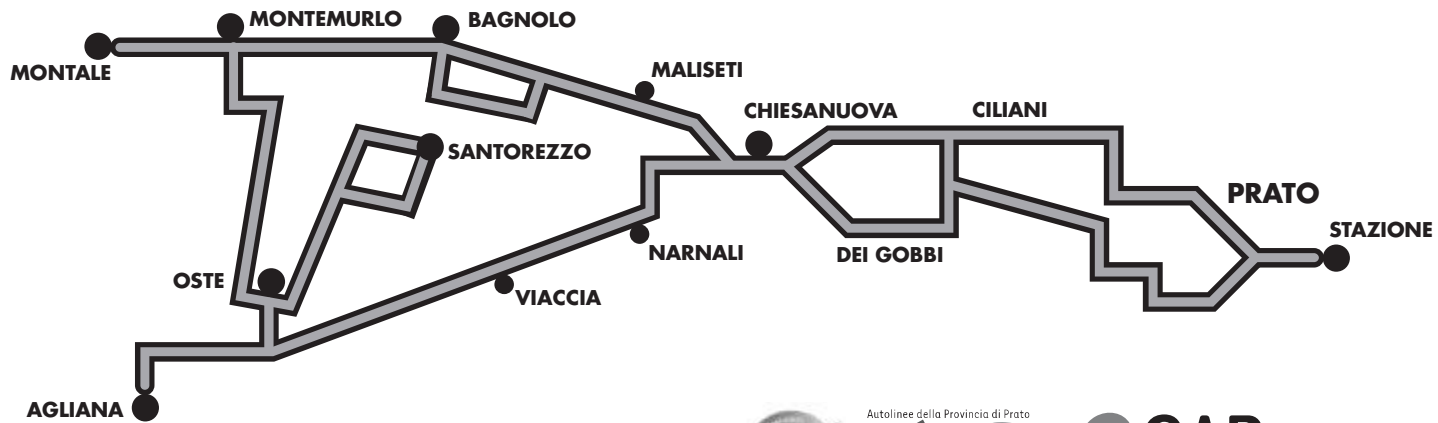 MONTEMURLO
BAGNOLO
MONTALE
MALISETI
CHIESANUOVA
CILIANI
SANTOREZZO
PRATO
STAZIONE
NARNALI
DEI GOBBI
OSTE
VIACCIA
AGLIANA
Autolinee della Provincia di Prato